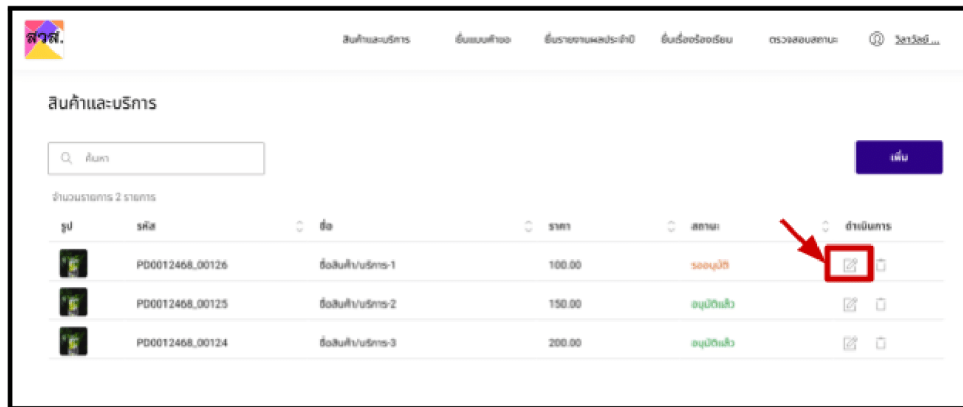 สวส.
สินค้าและบริการ ยื่นแบบคำขอ ยื่นรายงานผลประจำปี ยื่นเรื่องร้องเรียน ตรวจสอบสถานะ วิลาวัลย์ ...
สินค้าและบริการ
ค้นหา เพิ่ม
จำนวนรายการ 2 รายการ
รูป รหัส ชื่อ ราคา สถานะ ดำเนินการ
PD0012468_00126 ชื่อสินค้า/บริการ-1 100.00 รออนุมัติ
PD0012468_00125 ชื่อสินค้า/บริการ-2 150.00 อนุมัติแล้ว
PD0012468_00124 ชื่อสินค้า/บริการ-3 200.00 อนุมัติแล้ว